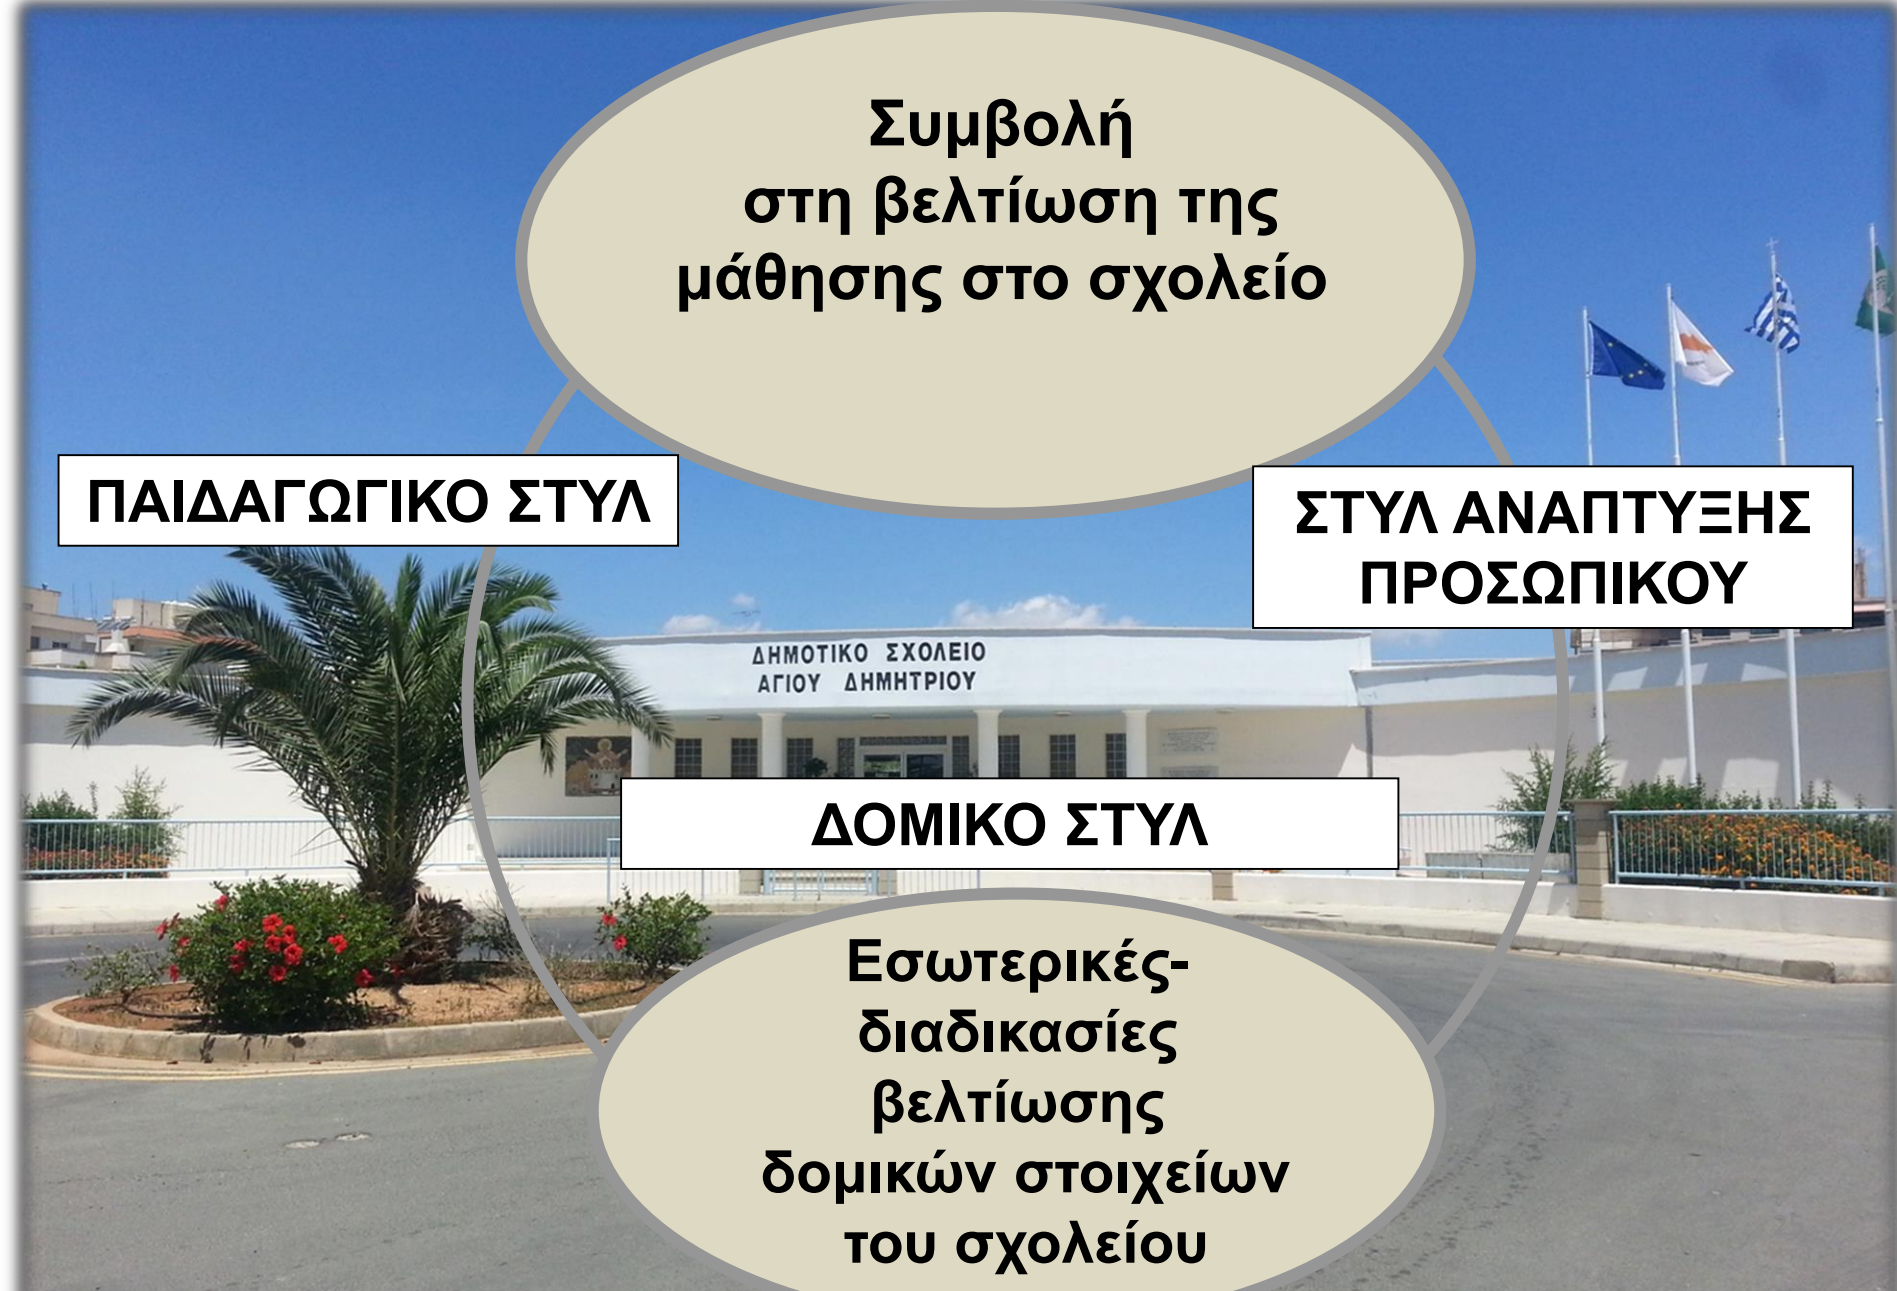 Συμβολή
στη βελτίωση της
μάθησης στο σχολείο
ΠΑΙΔΑΓΩΓΙΚΟ ΣΤΥΛ
ΣΤΥΛ ΑΝΑΠΤΥΞΗΣ
ΠΡΟΣΩΠΙΚΟΥ
ΔΗΜΟΤΙΚΟ ΣΧΟΛΕΙΟ
ΑΓΙΟΥ ΔΗΜΗΤΡΙΟΥ
ΔΟΜΙΚΟ ΣΤΥΛ
Εσωτερικές-
διαδικασίες
βελτίωσης
δομικών στοιχείων
του σχολείου